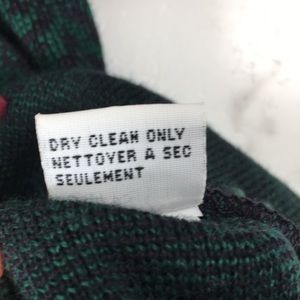 DRY CLEAN ONLY
NETTOYER A SEC
SEULEMENT